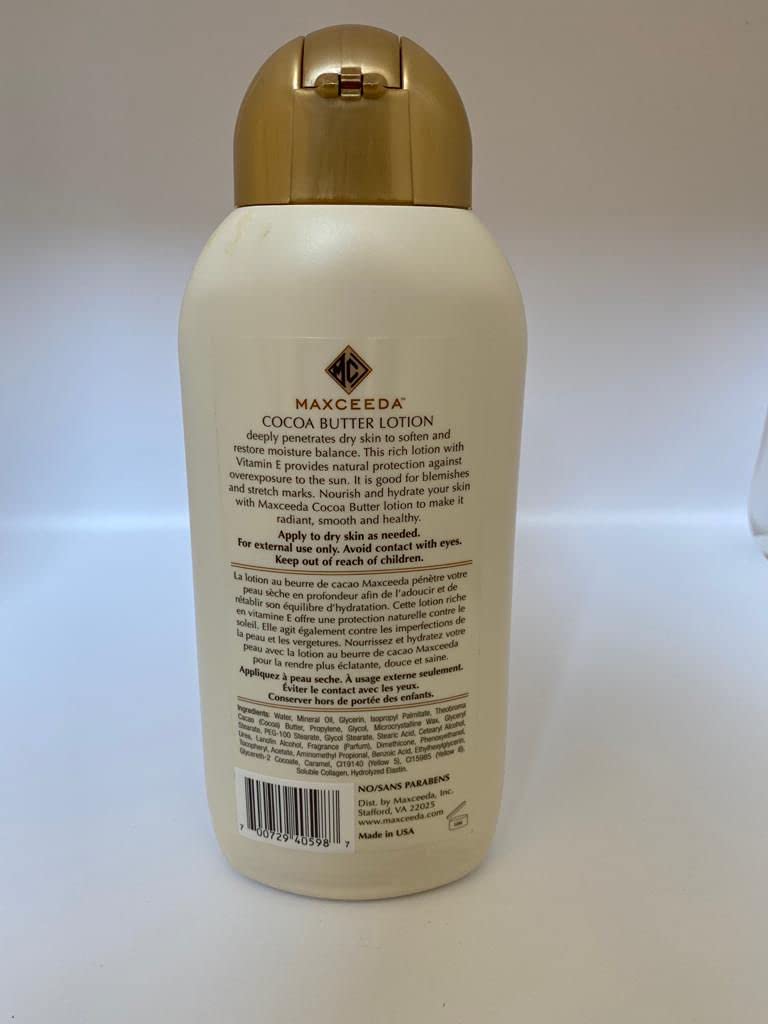 MC
MAXCEEDA™
COCOA BUTTER LOTION
deeply penetrates dry skin to soften and
restore moisture balance. This rich lotion with
Vitamin E provides natural protection against
overexposure to the sun. It is good for blemishes
and stretch marks. Nourish and hydrate your skin
with Maxceeda Cocoa Butter lotion to make it
radiant, smooth and healthy.
Apply to dry skin as needed.
For external use only. Avoid contact with eyes.
Keep out of reach of children.
La lotion au beurre de cacao Maxceeda pénètre votre
peau sèche en profondeur afin de l'adoucir et de
rétablir son équilibre d'hydratation. Cette lotion riche
en vitamine E offre une protection naturelle contre le
soleil. Elle agit également contre les imperfections de
la peau et les vergetures. Nourrissez et hydratez votre
peau avec la lotion au beurre de cacao Maxceeda
pour la rendre plus éclatante, douce et saine.
Appliquez à peau seche. À usage externe seulement.
Éviter le contact avec les yeux.
Conserver hors de portée des enfants.
Ingredients: Water, Mineral Oil, Glycerin, Isopropyl Palmitate, Theobroma
Cacao (Cocoa) Butter, Propylene, Glycol, Microcrystalline Wax, Glyceryl
Stearate, PEG-100 Stearate, Glycol Stearate, Stearic Acid, Cetearyl Alcohol,
Urea, Lanolin Alcohol, Fragrance (Parfum), Dimethicone, Phenoxyethanol,
Tocopheryl, Acetate, Aminomethyl Propional, Benzoic Acid, Ethylhexylglycerin,
Glycereth-2 Cocoate, Caramel, CI19140 (Yellow 5), CI15985 (Yellow 6),
Soluble Collagen, Hydrolyzed Elastin.
NO/SANS PARABENS
Dist. by Maxceeda, Inc.
Stafford, VA 22025
www.maxceeda.com
Made in USA
7 00729 40598 7